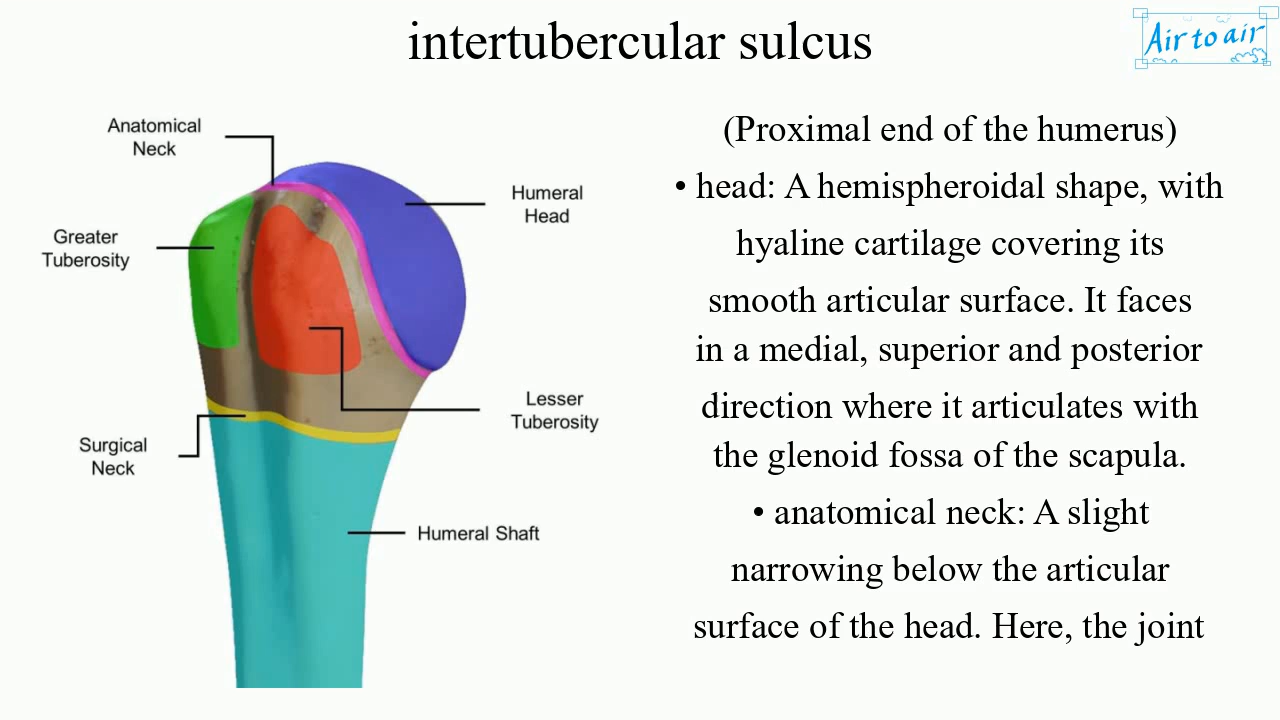 intertubercular sulcus
Air to air
Anatomical
Neck
Humeral
Head
Greater
Tuberosity
Lesser
Tuberosity
Surgical
Neck
Humeral Shaft
(Proximal end of the humerus)
• head: A hemispheroidal shape, with
hyaline cartilage covering its
smooth articular surface. It faces
in a medial, superior and posterior
direction where it articulates with
the glenoid fossa of the scapula.
• anatomical neck: A slight
narrowing below the articular
surface of the head. Here, the joint